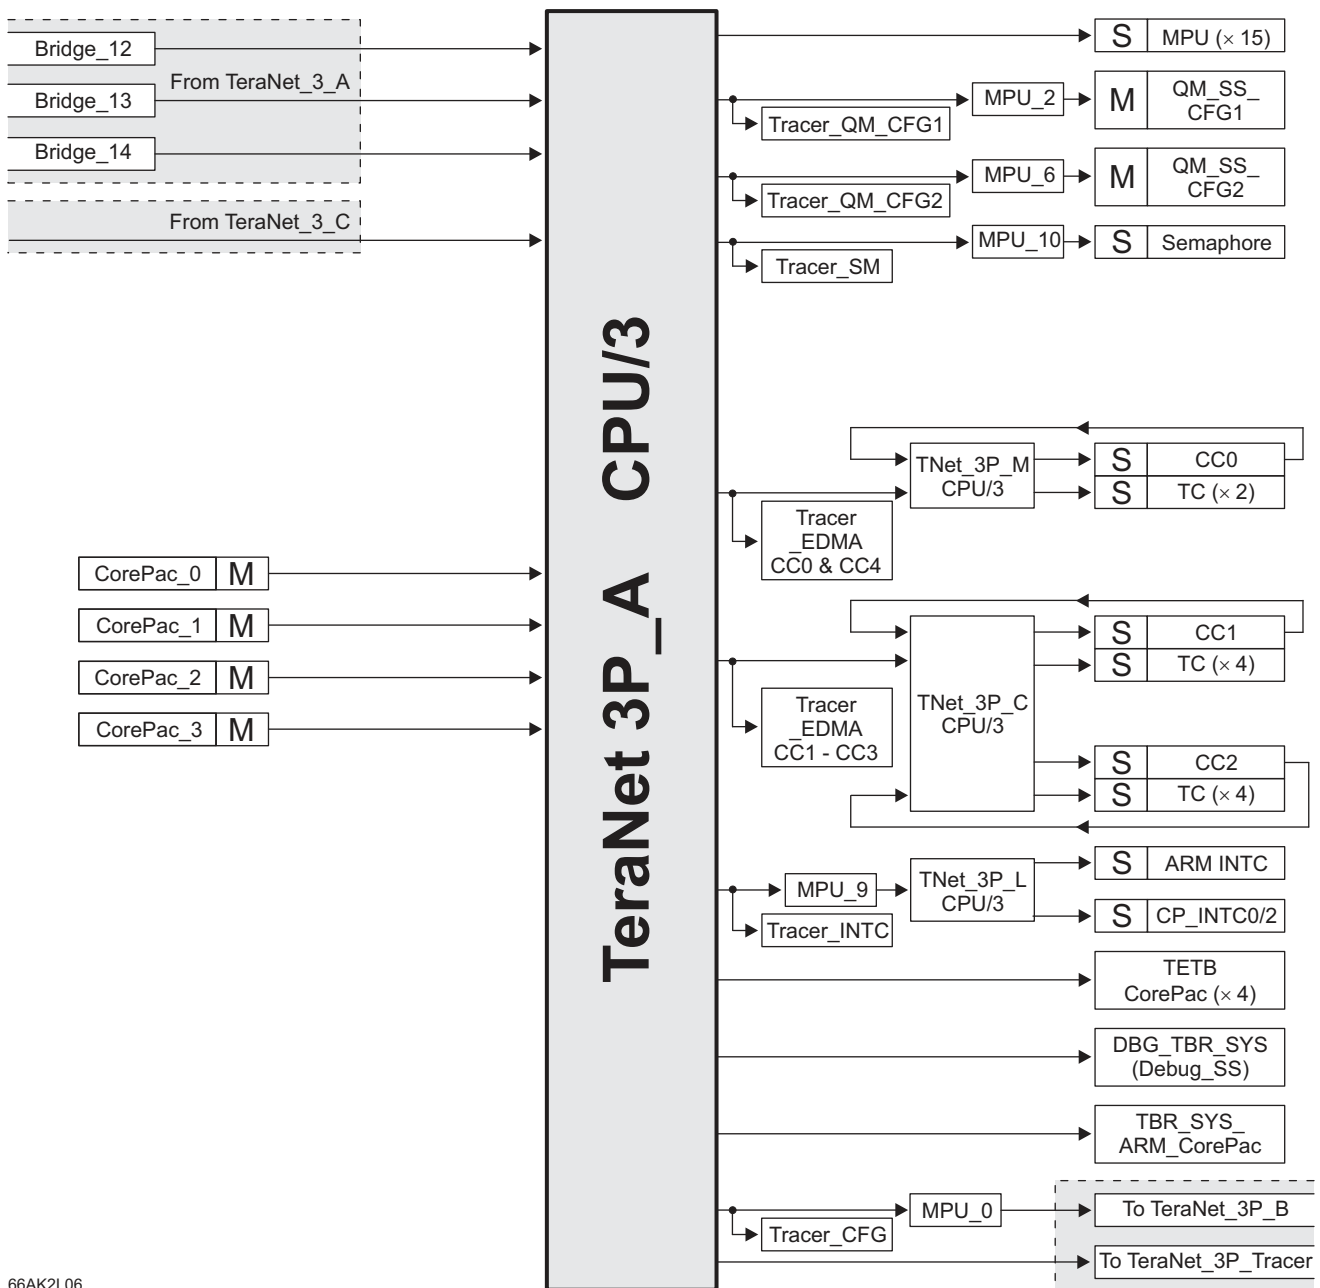 Bridge_12
From TeraNet_3_A
Bridge_13
Bridge_14
From TeraNet_3_C
CorePac_0 M
CorePac_1 M
CorePac_2 M
CorePac_3 M
TeraNet 3P_A CPU/3
S MPU (× 15)
MPU_2
M
QM_SS_
CFG1
Tracer_QM_CFG1
MPU_6
M
QM_SS_
CFG2
Tracer_QM_CFG2
MPU_10
S Semaphore
Tracer_SM
TNet_3P_M
CPU/3
S CC0
S TC (× 2)
Tracer
_EDMA
CC0 & CC4
TNet_3P_C
CPU/3
S CC1
S TC (× 4)
Tracer
_EDMA
CC1 - CC3
S CC2
S TC (× 4)
MPU_9
TNet_3P_L
CPU/3
S ARM INTC
S CP_INTC0/2
Tracer_INTC
TETB
CorePac (× 4)
DBG_TBR_SYS
(Debug_SS)
TBR_SYS_
ARM_CorePac
MPU_0
To TeraNet_3P_B
Tracer_CFG
To TeraNet_3P_Tracer
66AK2L06